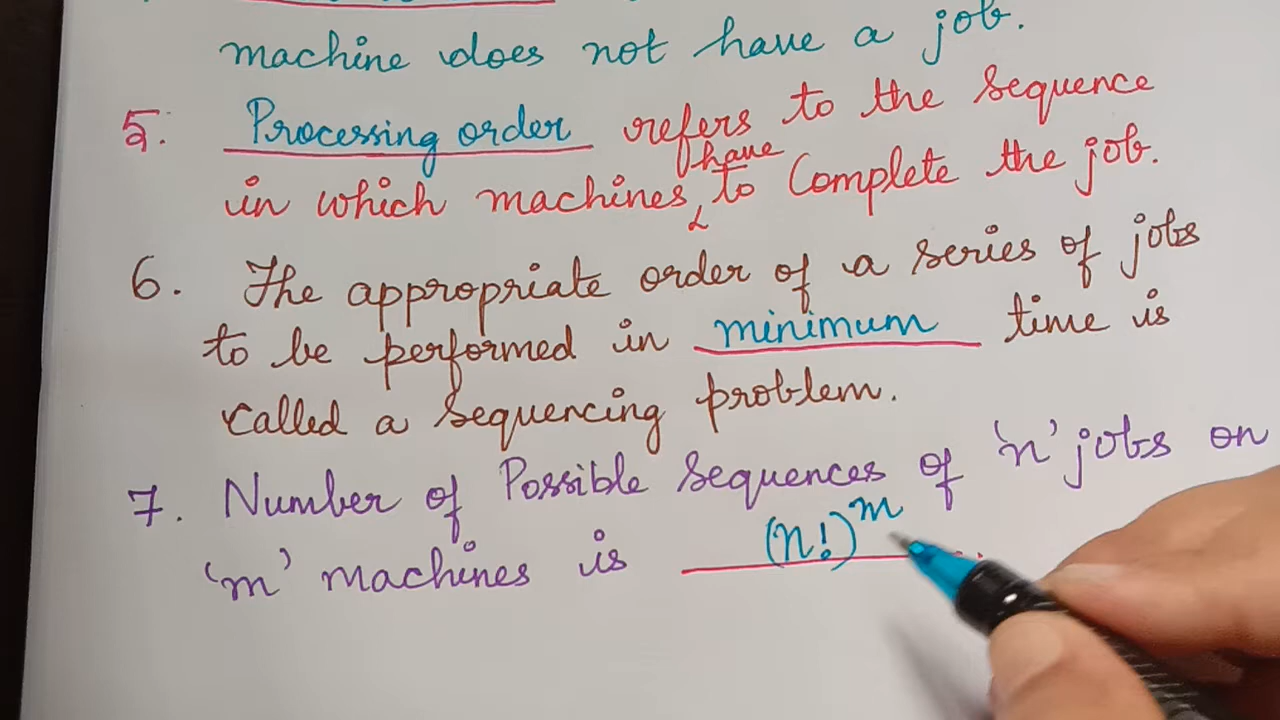 machine does not have a job.
5. Processing order refers to the sequence
in which machines have to complete the job.
6. The appropriate order of a series of jobs
to be performed in minimum time is
called a sequencing problem.
7. Number of Possible Sequences of 'n' jobs on
'm' machines is (n!)^m